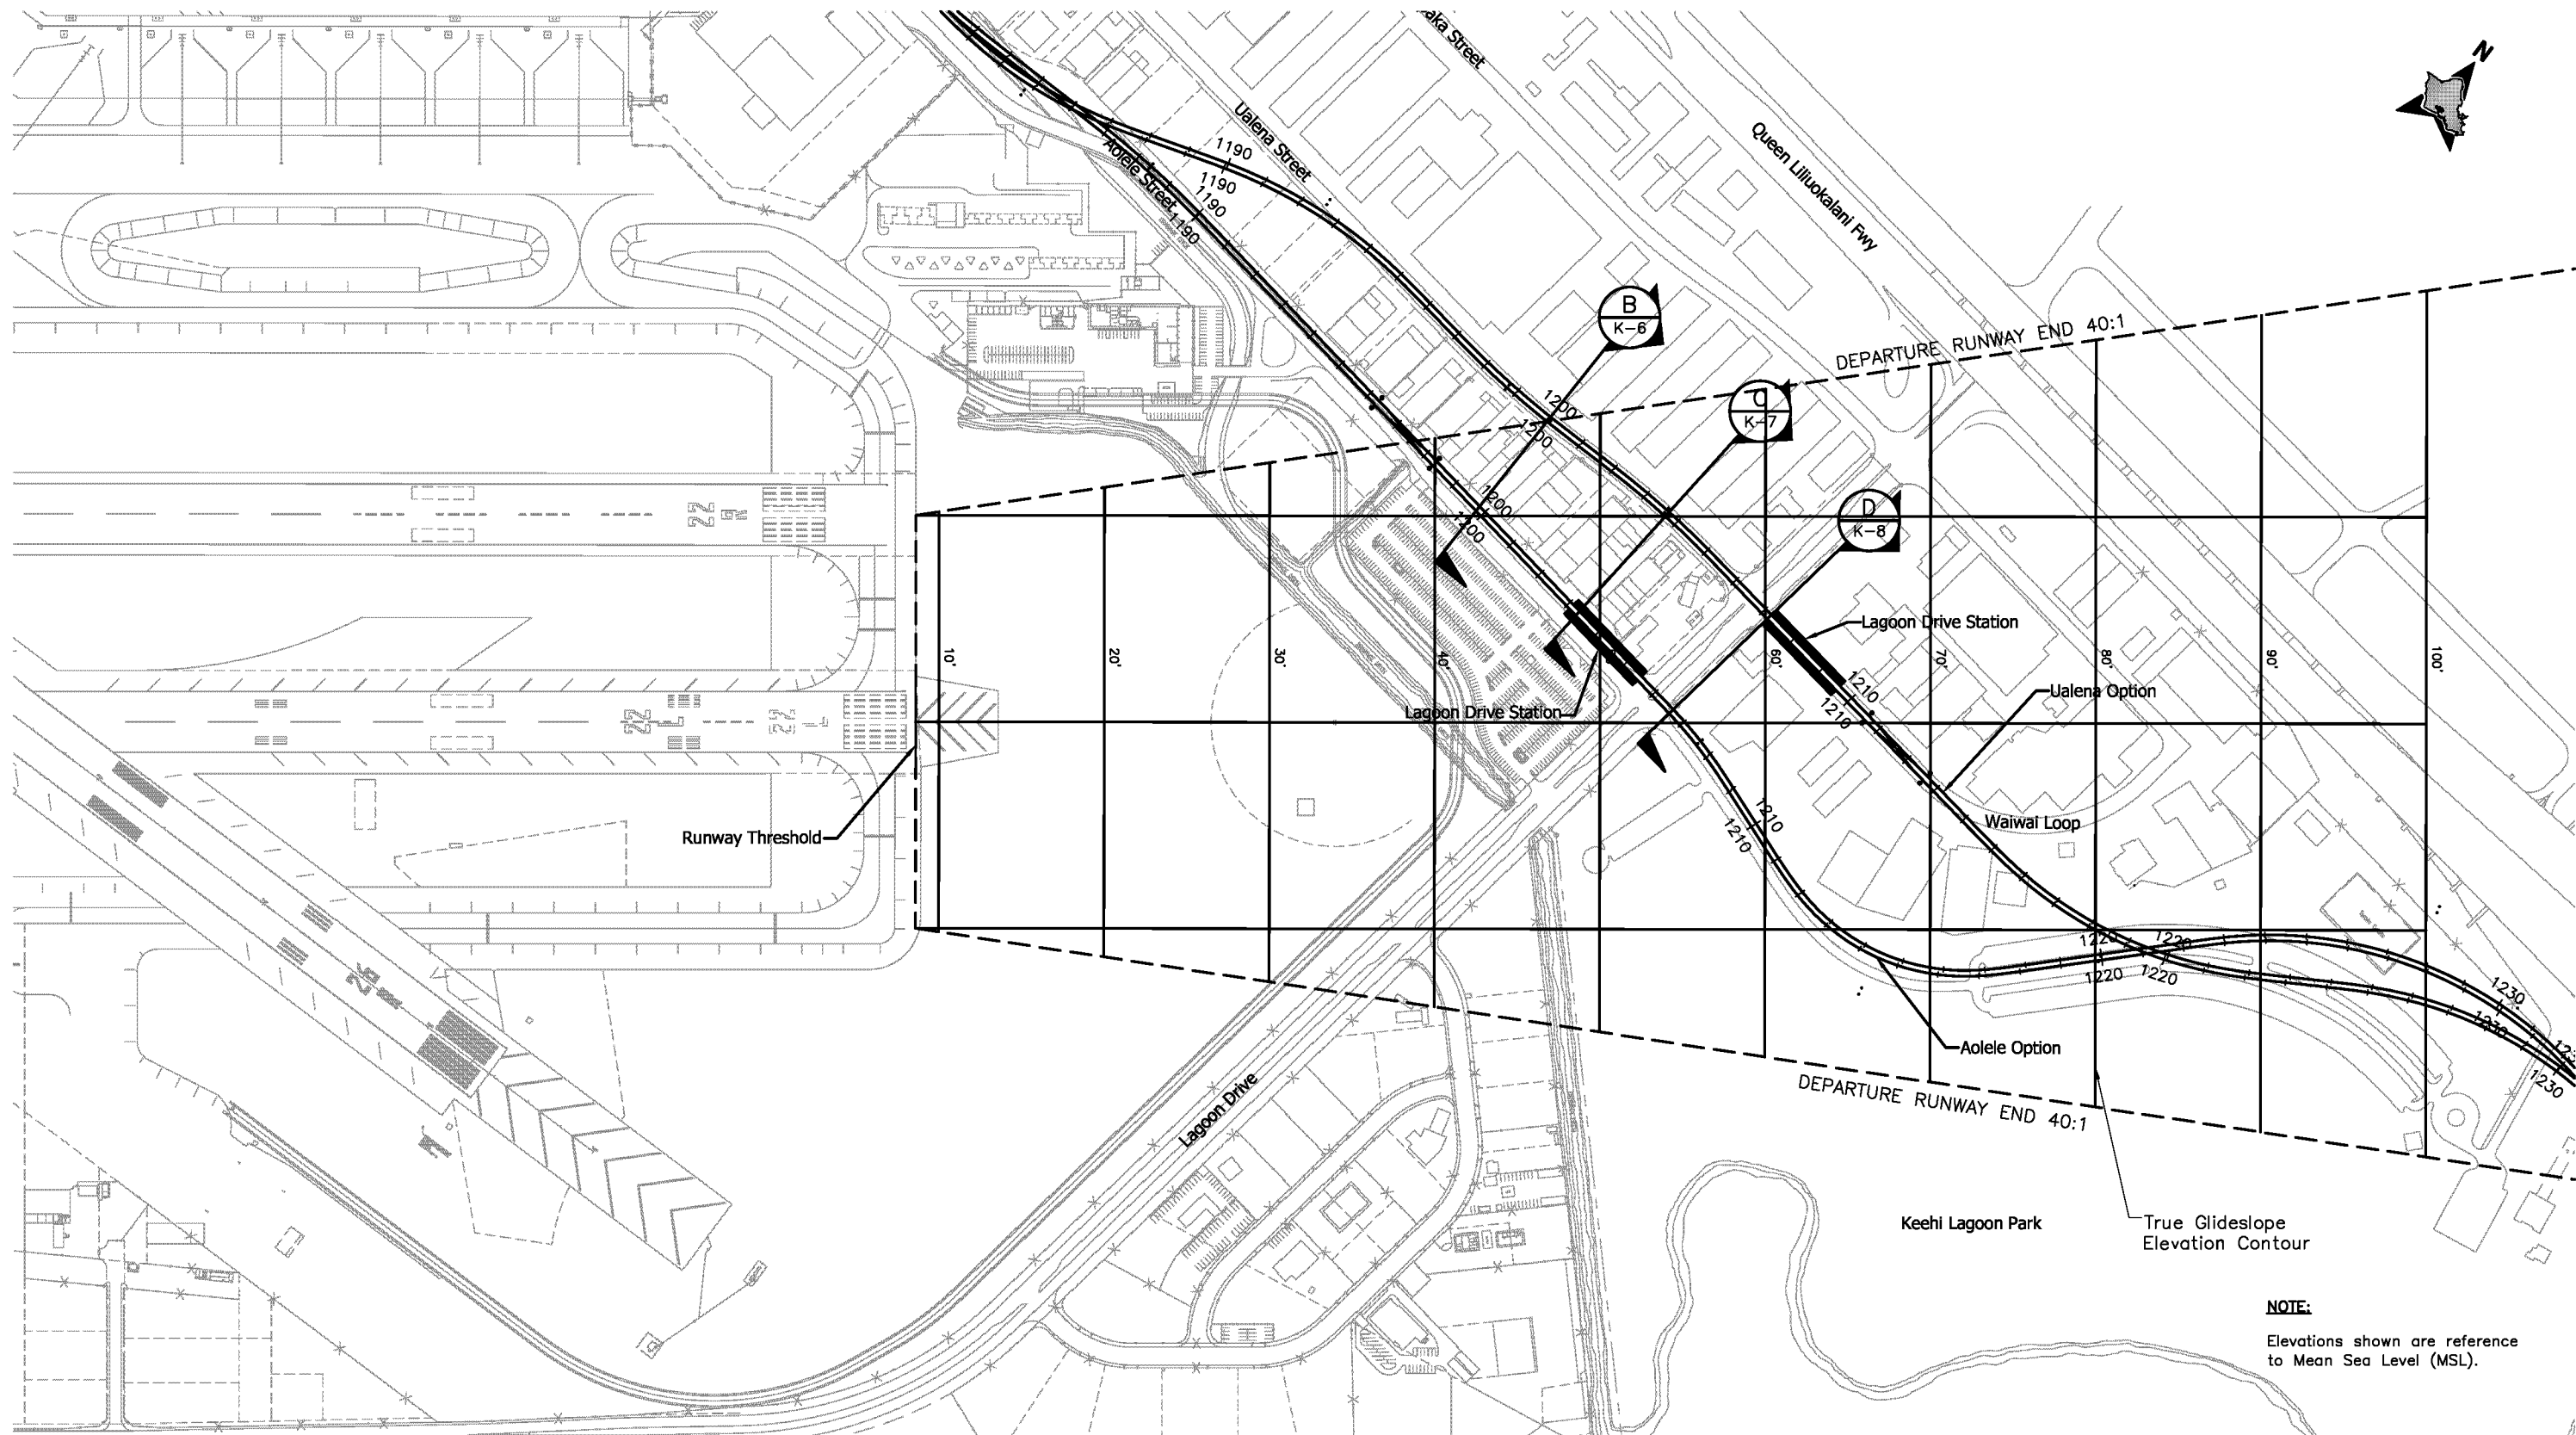 N
Ualena Street
Queen Liliuokalani Fwy
Aolele Street
1190
1190
1190
1190
B
K-6
C
K-7
D
K-8
DEPARTURE RUNWAY END 40:1
1200
1200
1200
1200
22
R
22
L
22
L
10'
20'
30'
40'
60'
70'
80'
90'
100'
Lagoon Drive Station
Lagoon Drive Station
1210
1210
Ualena Option
1210
1210
Waiwai Loop
Runway Threshold
1220
1220
1220
1220
1230
1230
1230
26
L
Aolele Option
DEPARTURE RUNWAY END 40:1
Lagoon Drive
Keehi Lagoon Park
True Glideslope
Elevation Contour
NOTE:
Elevations shown are reference
to Mean Sea Level (MSL).